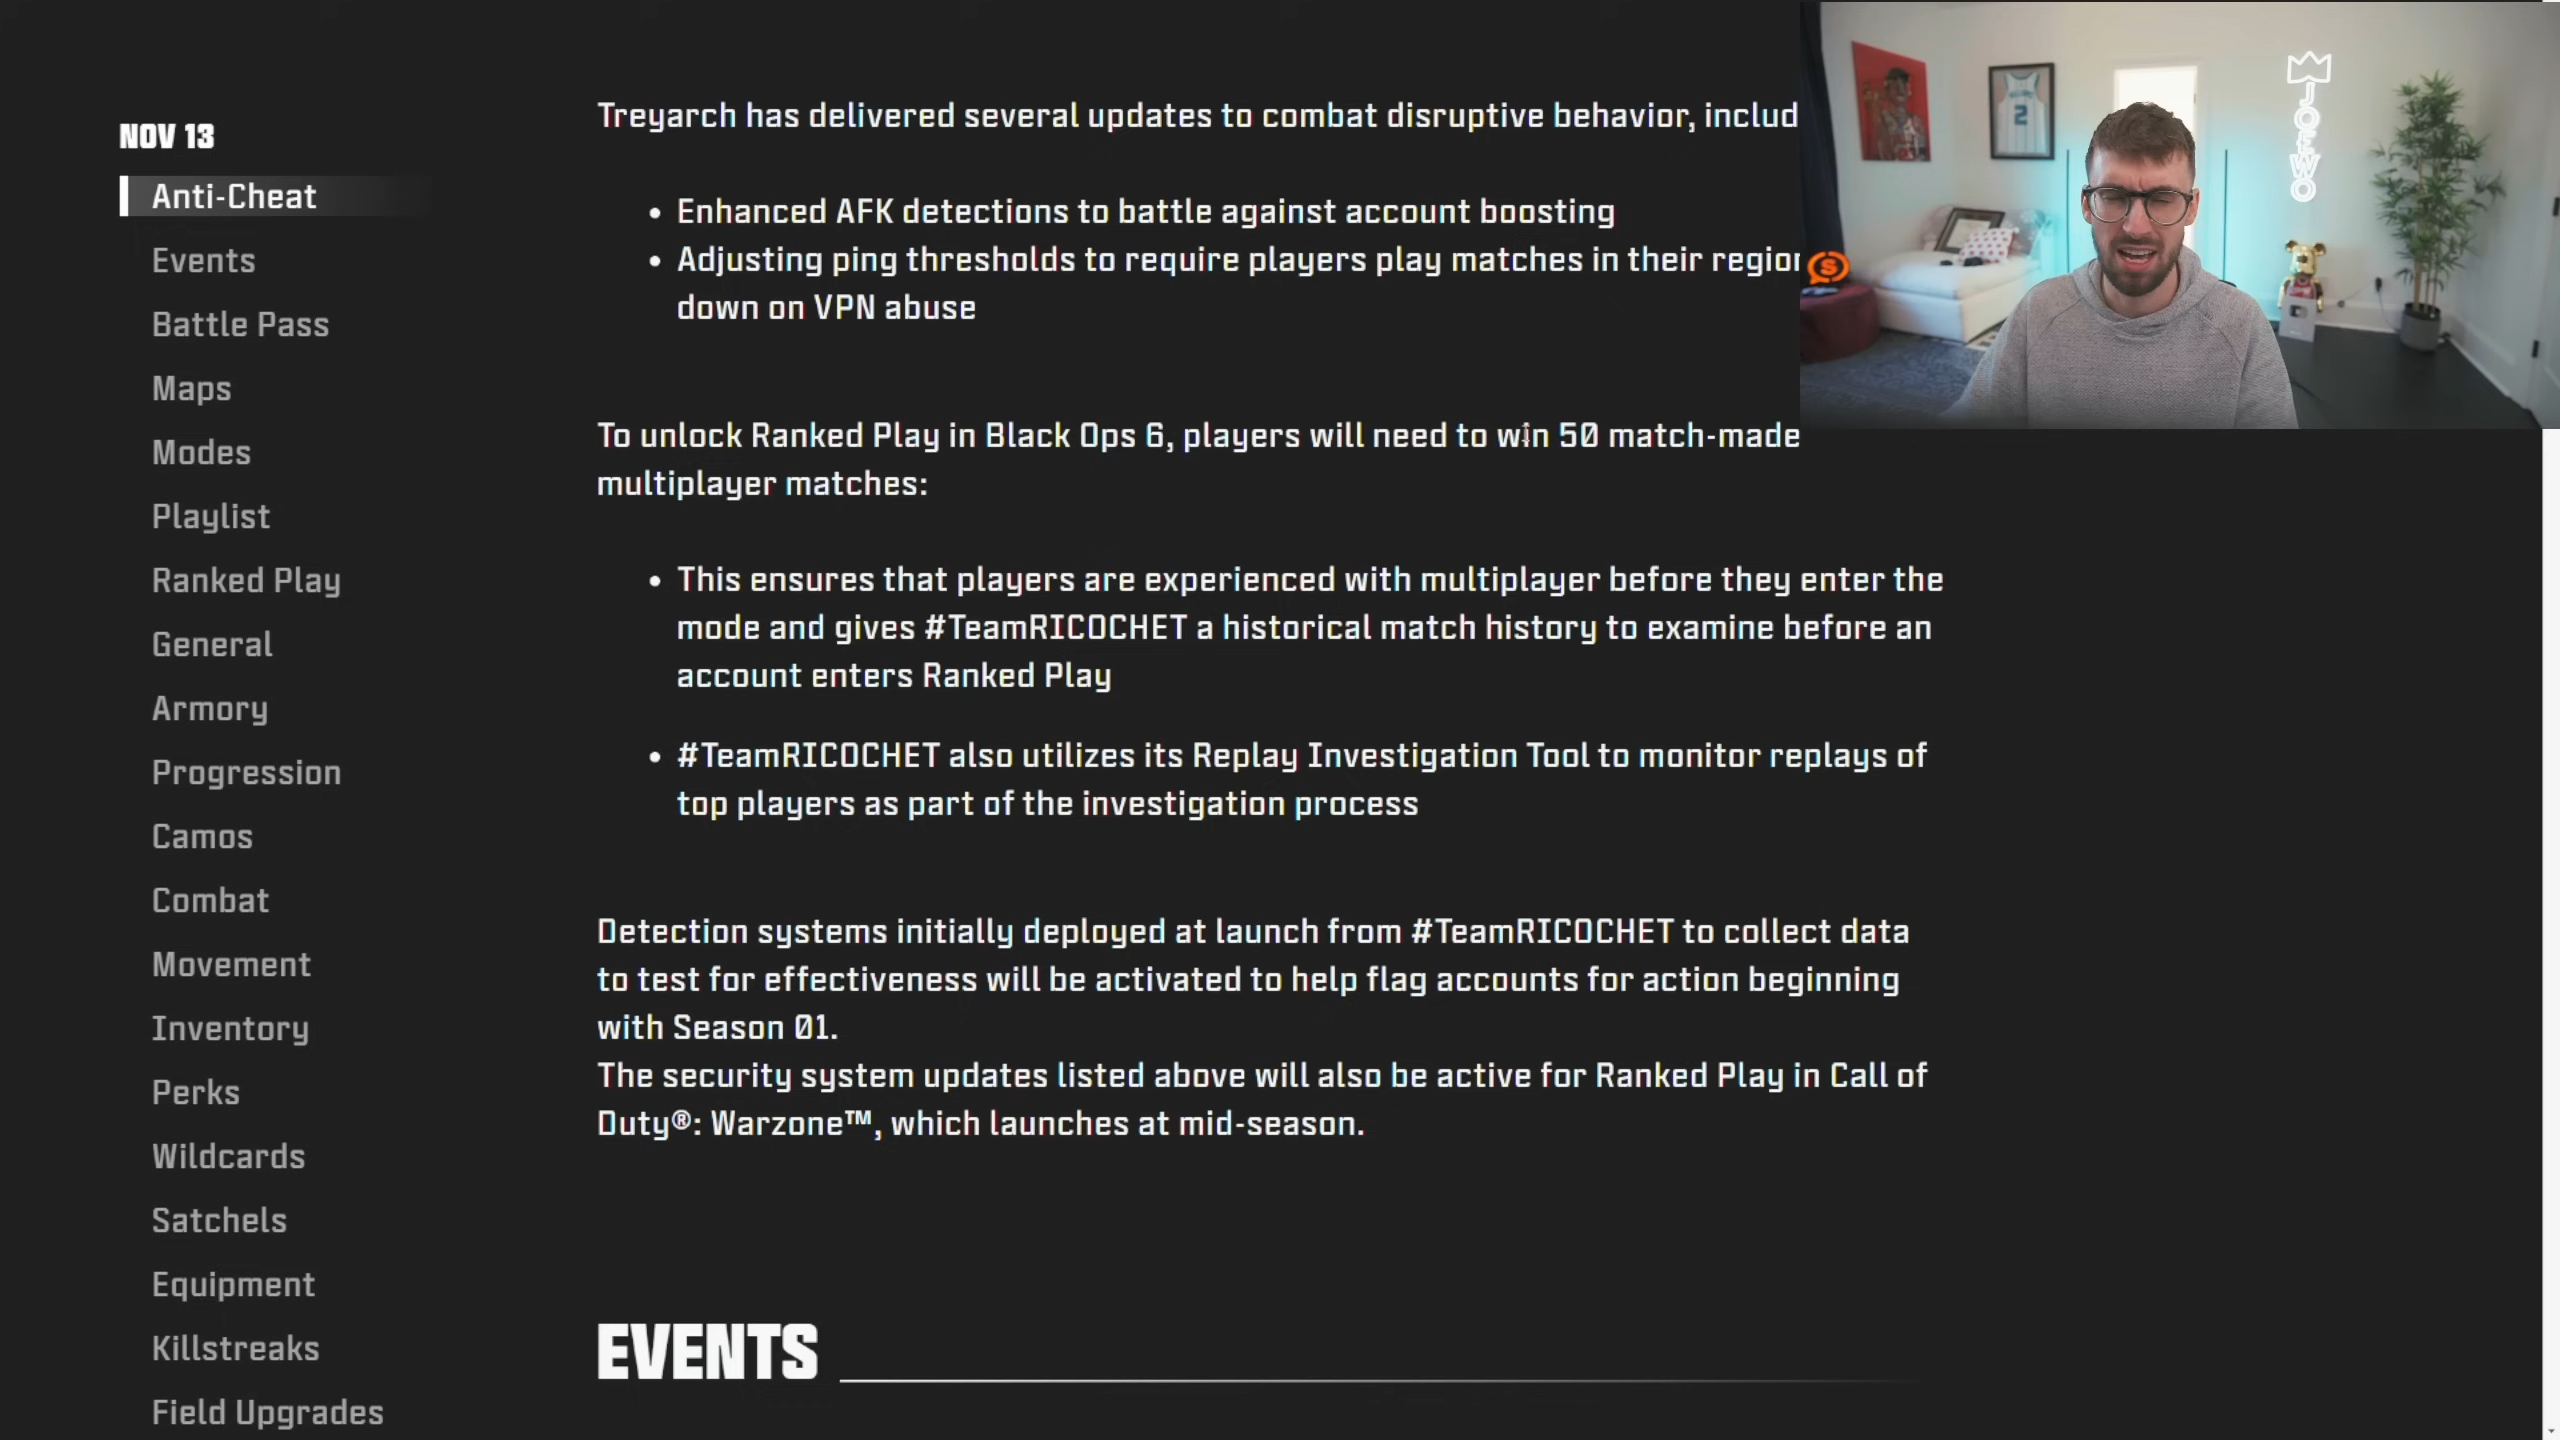 NOV 13
Anti-Cheat
Events
Battle Pass
Maps
Modes
Playlist
Ranked Play
General
Armory
Progression
Camos
Combat
Movement
Inventory
Perks
Wildcards
Satchels
Equipment
Killstreaks
Field Upgrades
Treyarch has delivered several updates to combat disruptive behavior, includ
• Enhanced AFK detections to battle against account boosting
• Adjusting ping thresholds to require players play matches in their region
down on VPN abuse
To unlock Ranked Play in Black Ops 6, players will need to win 50 match-made
multiplayer matches:
• This ensures that players are experienced with multiplayer before they enter the
mode and gives #TeamRICOCHET a historical match history to examine before an
account enters Ranked Play
• #TeamRICOCHET also utilizes its Replay Investigation Tool to monitor replays of
top players as part of the investigation process
Detection systems initially deployed at launch from #TeamRICOCHET to collect data
to test for effectiveness will be activated to help flag accounts for action beginning
with Season 01.
The security system updates listed above will also be active for Ranked Play in Call of
Duty®: Warzone™, which launches at mid-season.
EVENTS
JOEWO
2
S